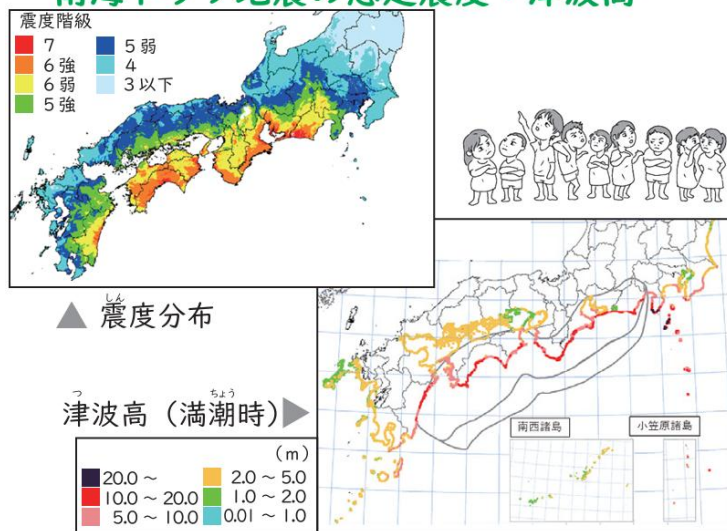 震度階級
7
6強
6弱
5強
5弱
4
3以下
▲ 震度分布
しん
津波高(満潮時)▶
つ
ちょう
(m)
20.0 ~
10.0 ~ 20.0
5.0 ~ 10.0
2.0 ~ 5.0
1.0 ~ 2.0
0.01 ~ 1.0
南西諸島
小笠原諸島